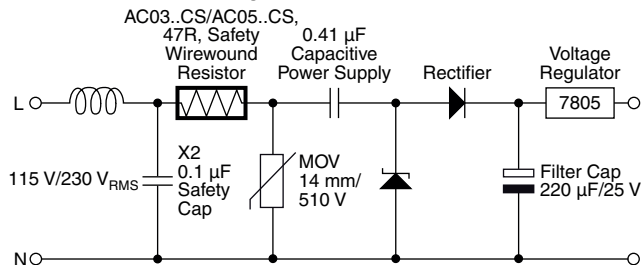 AC03..CS/AC05..CS,
47R, Safety
Wirewound
Resistor
0.41 µF
Capacitive
Power Supply
Rectifier
Voltage
Regulator
L
7805
115 V/230 VRMS
X2
0.1 µF
Safety
Cap
MOV
14 mm/
510 V
Filter Cap
220 µF/25 V
N